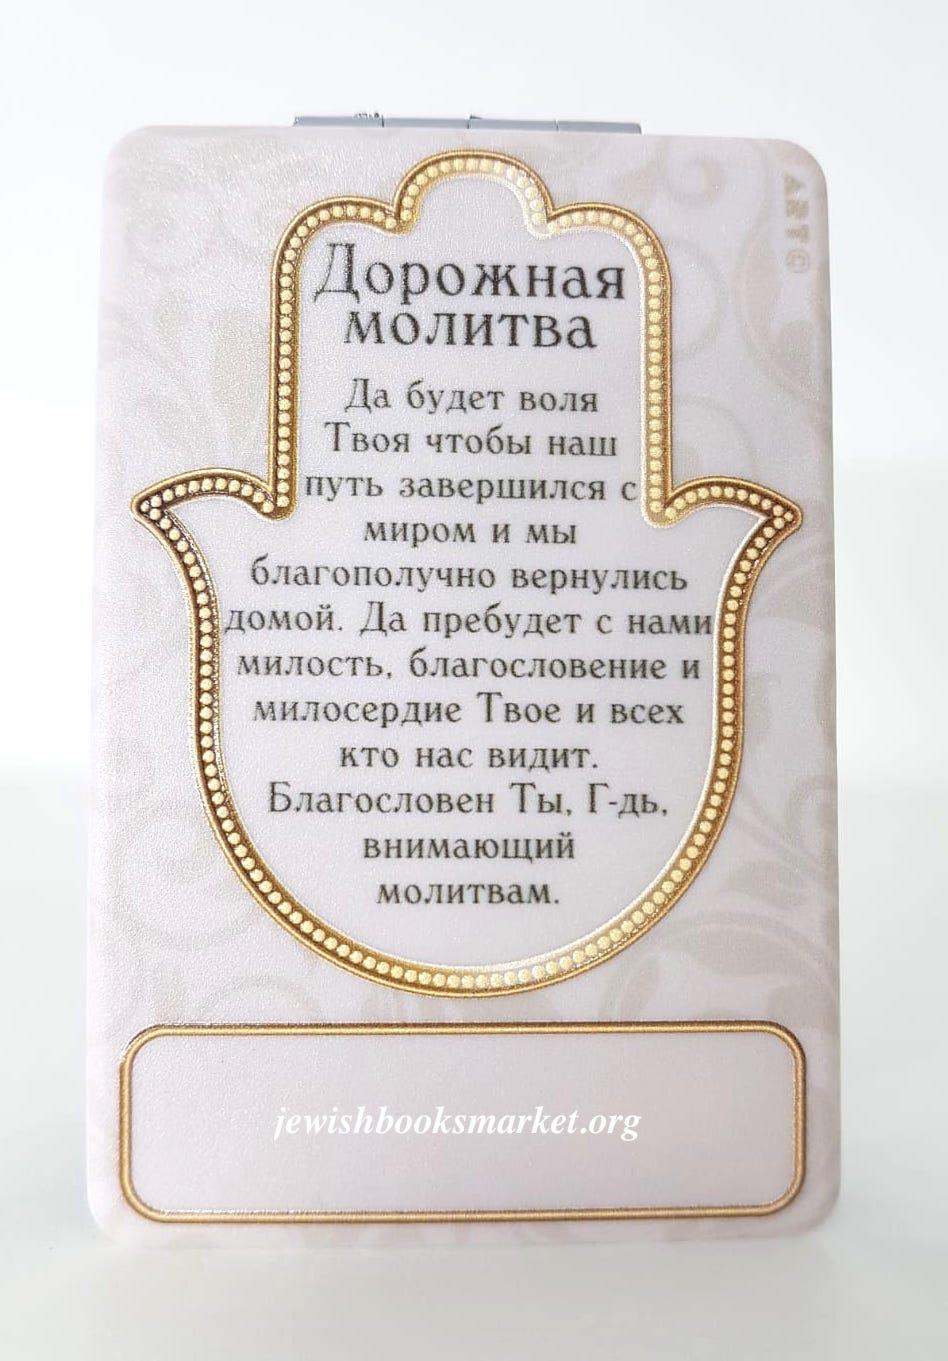 ART©
Дорожная
молитва
Да будет воля
Твоя чтобы наш
путь завершился с
миром и мы
благополучно вернулись
домой. Да пребудет с нами
милость, благословение и
милосердие Твое и всех
кто нас видит.
Благословен Ты, Г-дь,
внимающий
молитвам.
jewishbooksmarket.org